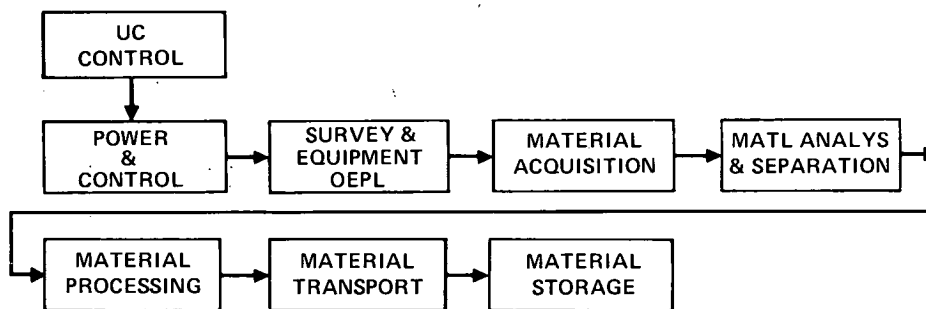 UC
CONTROL
POWER
&
CONTROL
SURVEY &
EQUIPMENT
OEPL
MATERIAL
ACQUISITION
MATL ANALYS
& SEPARATION
MATERIAL
PROCESSING
MATERIAL
TRANSPORT
MATERIAL
STORAGE